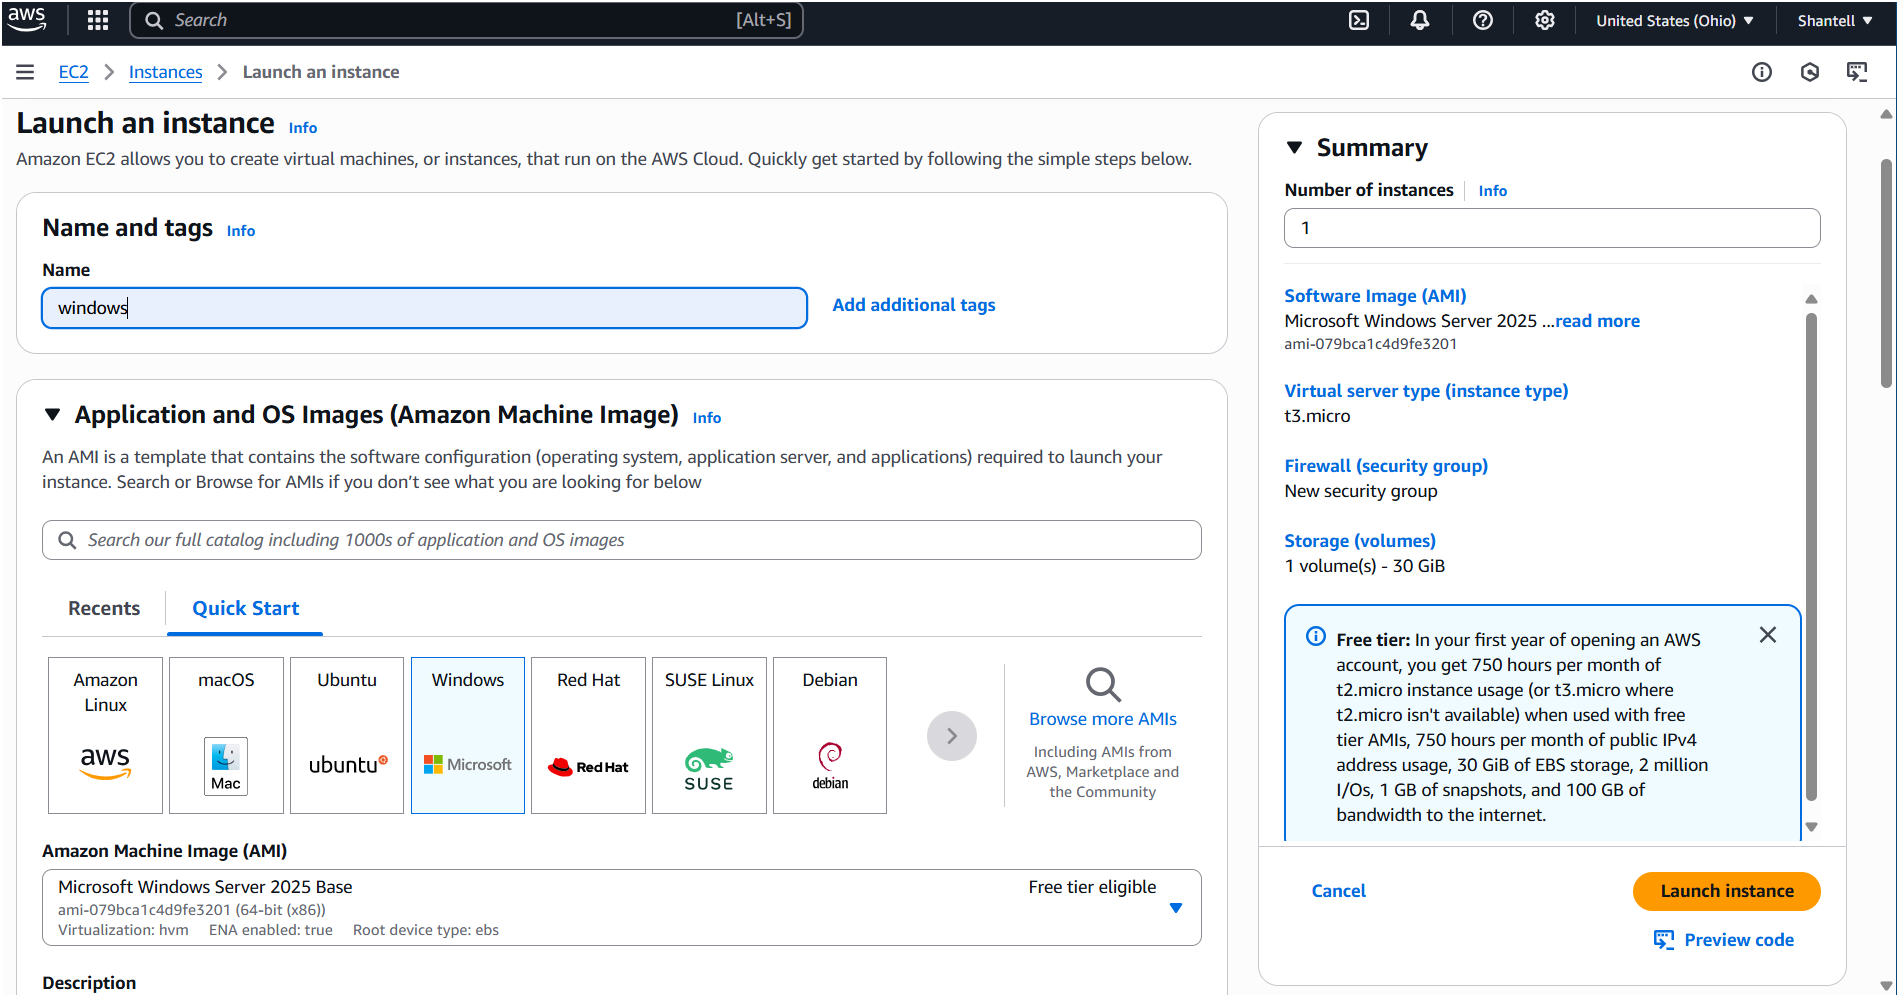 aws
Search [Alt+S]
United States (Ohio)
Shantell
EC2 Instances Launch an instance
Launch an instance Info
Amazon EC2 allows you to create virtual machines, or instances, that run on the AWS Cloud. Quickly get started by following the simple steps below.
Name and tags Info
Name
windows
Add additional tags
Application and OS Images (Amazon Machine Image) Info
An AMI is a template that contains the software configuration (operating system, application server, and applications) required to launch your
instance. Search or Browse for AMIs if you don’t see what you are looking for below
Search our full catalog including 1000s of application and OS images
Recents
Quick Start
Amazon
Linux
aws
macOS
Mac
Ubuntu
ubuntu
Windows
Microsoft
Red Hat
Red Hat
SUSE Linux
SUSE
Debian
debian
Browse more AMIs
Including AMIs from
AWS, Marketplace and
the Community
Amazon Machine Image (AMI)
Microsoft Windows Server 2025 Base
Free tier eligible
ami-079bca1c4d9fe3201 (64-bit (x86))
Virtualization: hvm ENA enabled: true Root device type: ebs
Description
Summary
Number of instances Info
1
Software Image (AMI)
Microsoft Windows Server 2025 ...read more
ami-079bca1c4d9fe3201
Virtual server type (instance type)
t3.micro
Firewall (security group)
New security group
Storage (volumes)
1 volume(s) - 30 GiB
Free tier: In your first year of opening an AWS
account, you get 750 hours per month of
t2.micro instance usage (or t3.micro where
t2.micro isn't available) when used with free
tier AMIs, 750 hours per month of public IPv4
address usage, 30 GiB of EBS storage, 2 million
I/Os, 1 GB of snapshots, and 100 GB of
bandwidth to the internet.
Cancel
Launch instance
Preview code